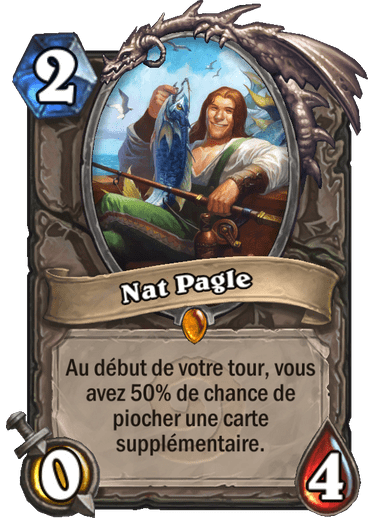 2
Nat Pagle
Au début de votre tour, vous
avez 50% de chance de
piocher une carte
supplémentaire.
0
4